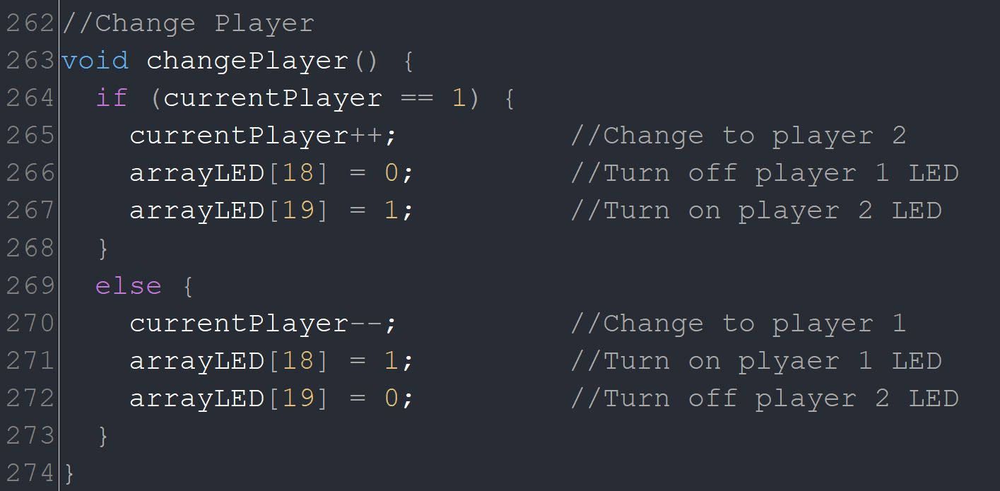 262 //Change Player
263 void changePlayer() {
264   if (currentPlayer == 1) {
265     currentPlayer++;          //Change to player 2
266     arrayLED[18] = 0;         //Turn off player 1 LED
267     arrayLED[19] = 1;         //Turn on player 2 LED
268   }
269   else {
270     currentPlayer--;          //Change to player 1
271     arrayLED[18] = 1;         //Turn on plyaer 1 LED
272     arrayLED[19] = 0;         //Turn off player 2 LED
273   }
274 }